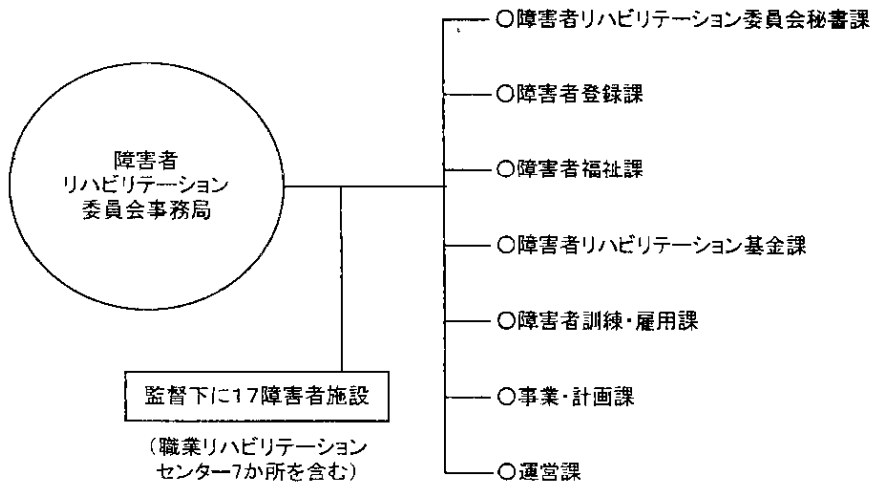 障害者
リハビリテーション
委員会事務局
監督下に17障害者施設
(職業リハビリテーション
センター7か所を含む)
○障害者リハビリテーション委員会秘書課
○障害者登録課
○障害者福祉課
○障害者リハビリテーション基金課
○障害者訓練・雇用課
○事業・計画課
○運営課